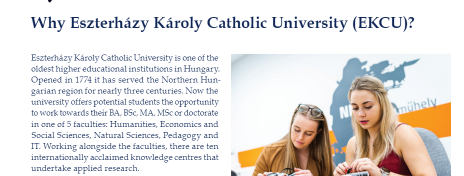 Why Eszterházy Károly Catholic University (EKCU)?
Eszterházy Károly Catholic University is one of the
oldest higher educational institutions in Hungary.
Opened in 1774 it has served the Northern Hun-
garian region for nearly three centuries. Now the
university offers potential students the opportunity
to work towards their BA, BSc, MA, MSc or doctorate
in one of 5 faculties: Humanities, Economics and
Social Sciences, Natural Sciences, Pedagogy and
IT. Working alongside the faculties, there are ten
internationally acclaimed knowledge centres that
undertake applied research.
műhely